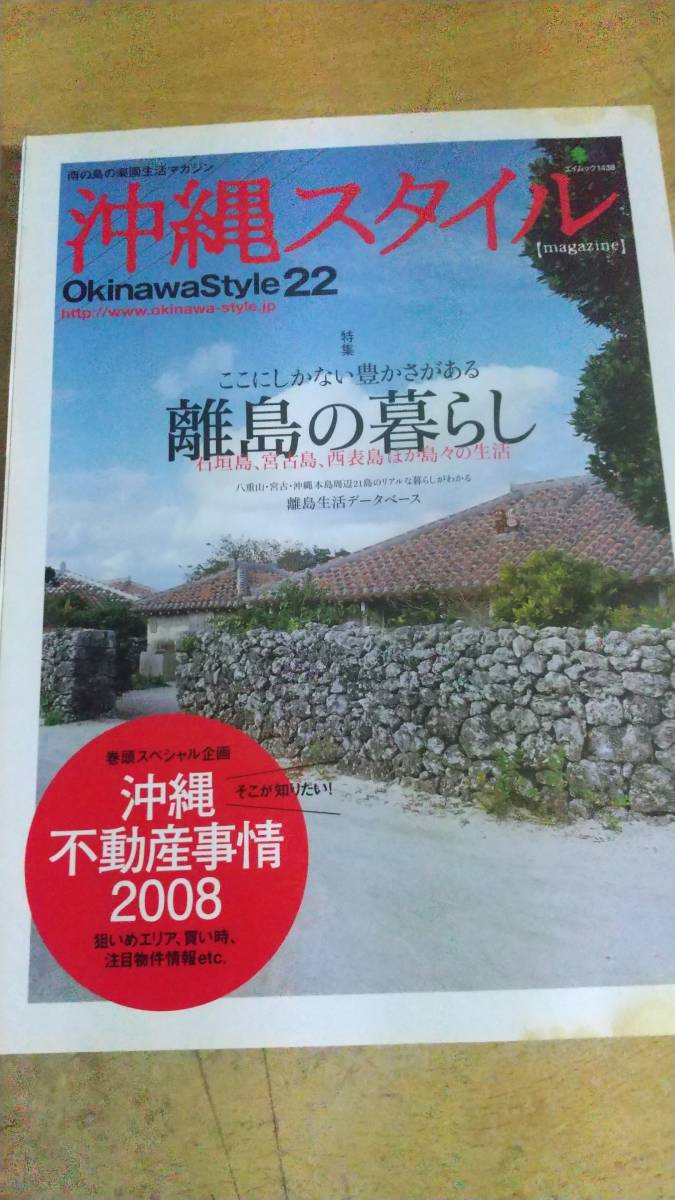 南の島の楽園生活マガジン
エイムック1438
沖縄スタイル
【magazine】
OkinawaStyle22
http://www.okinawa-style.jp
特集
ここにしかない豊かさがある
離島の暮らし
石垣島、宮古島、西表島ほか島々の生活
八重山・宮古・沖縄本島周辺21島のリアルな暮らしがわかる
離島生活データベース
巻頭スペシャル企画
そこが知りたい!
沖縄
不動産事情
2008
狙いめエリア、買い時、
注目物件情報etc.